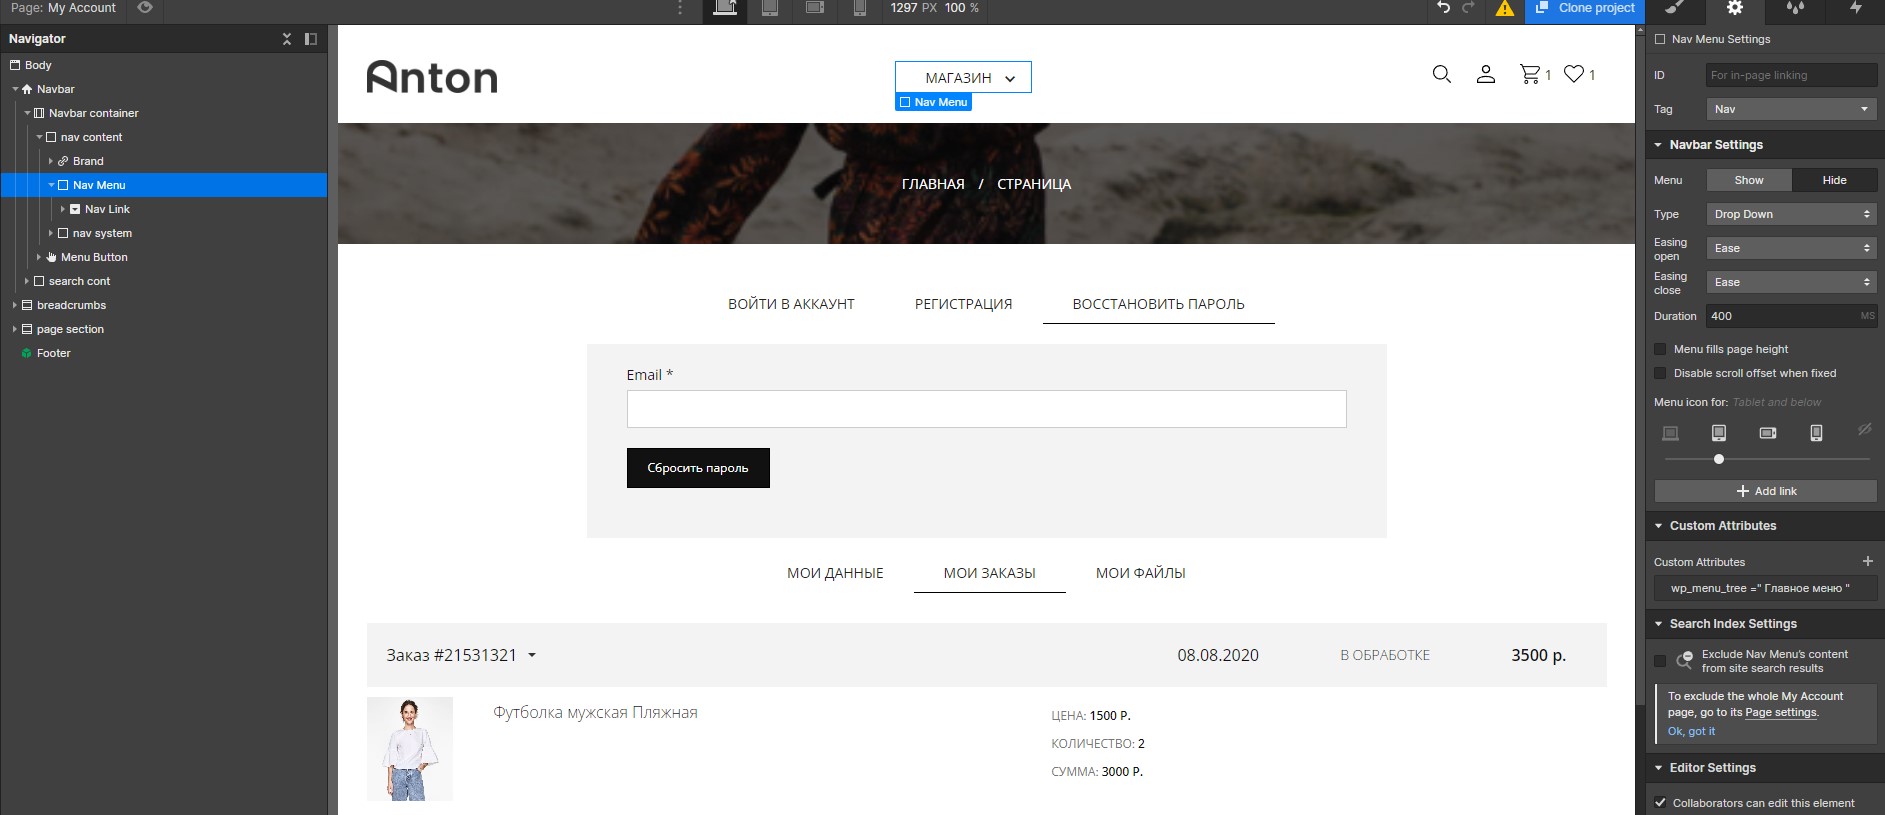 Page: My Account
1297 PX 100 %
Clone project
Navigator
Body
Navbar
Navbar container
nav content
Brand
Nav Menu
Nav Link
nav system
Menu Button
search cont
breadcrumbs
page section
Footer
Anton
МАГАЗИН
Nav Menu
1
1
ГЛАВНАЯ / СТРАНИЦА
ВОЙТИ В АККАУНТ РЕГИСТРАЦИЯ ВОССТАНОВИТЬ ПАРОЛЬ
Email *
Сбросить пароль
МОИ ДАННЫЕ МОИ ЗАКАЗЫ МОИ ФАЙЛЫ
Заказ #21531321 08.08.2020 В ОБРАБОТКЕ 3500 р.
Футболка мужская Пляжная
ЦЕНА: 1500 Р.
КОЛИЧЕСТВО: 2
СУММА: 3000 Р.
Nav Menu Settings
ID For in-page linking
Tag Nav
Navbar Settings
Menu Show Hide
Type Drop Down
Easing open Ease
Easing close Ease
Duration 400 MS
Menu fills page height
Disable scroll offset when fixed
Menu icon for: Tablet and below
Add link
Custom Attributes
Custom Attributes
wp_menu_tree =" Главное меню "
Search Index Settings
Exclude Nav Menu's content
from site search results
To exclude the whole My Account
page, go to its Page settings.
Ok, got it
Editor Settings
Collaborators can edit this element